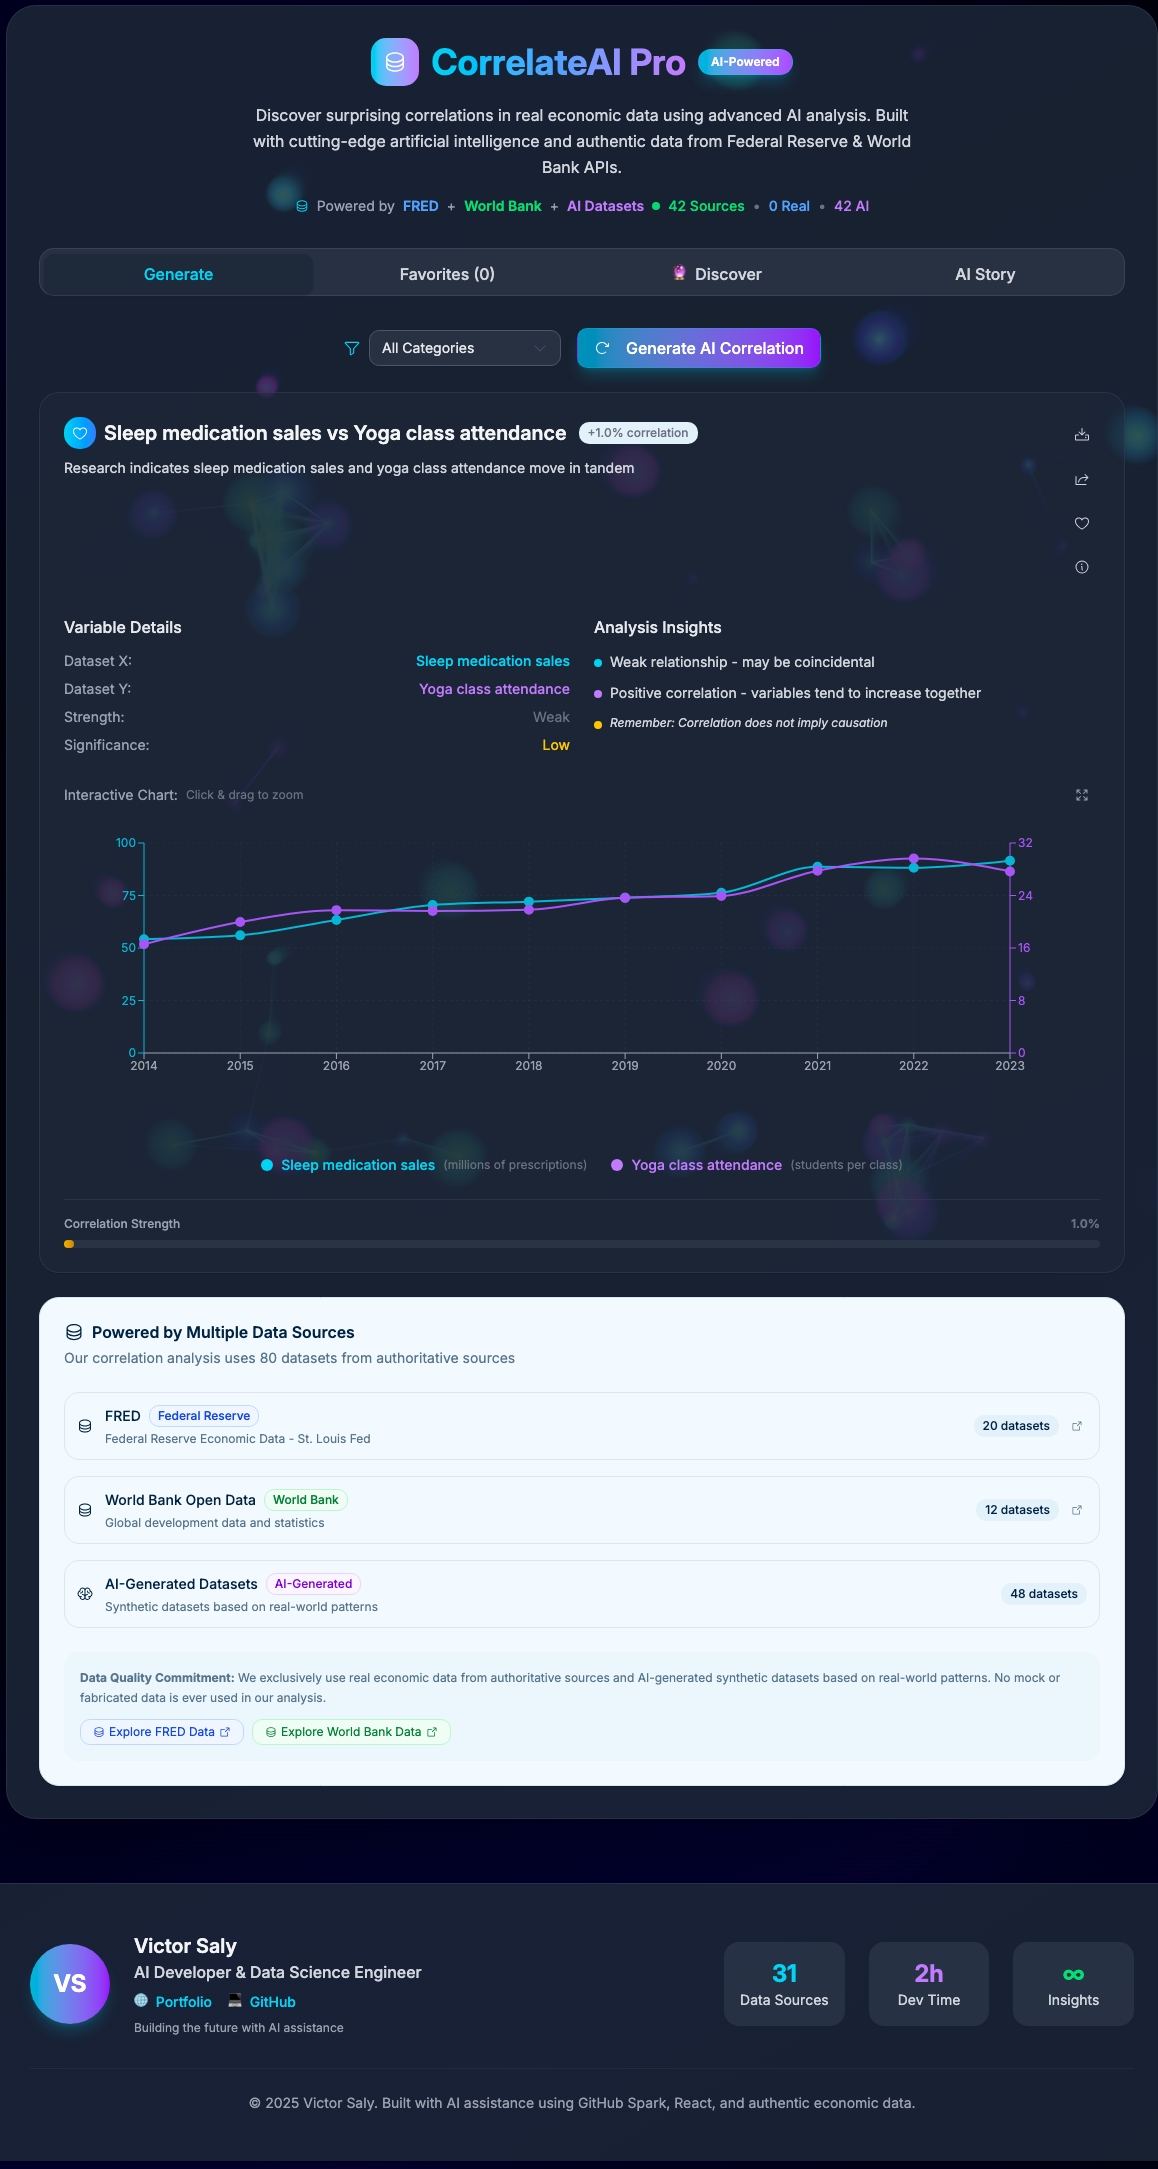 CorrelateAI Pro AI-Powered
Discover surprising correlations in real economic data using advanced AI analysis. Built
with cutting-edge artificial intelligence and authentic data from Federal Reserve & World
Bank APIs.
Powered by FRED + World Bank + AI Datasets ● 42 Sources • 0 Real • 42 AI
Generate Favorites (0) Discover AI Story
All Categories Generate AI Correlation
Sleep medication sales vs Yoga class attendance +1.0% correlation
Research indicates sleep medication sales and yoga class attendance move in tandem
Variable Details
Dataset X: Sleep medication sales
Dataset Y: Yoga class attendance
Strength: Weak
Significance: Low
Analysis Insights
Weak relationship - may be coincidental
Positive correlation - variables tend to increase together
Remember: Correlation does not imply causation
Interactive Chart: Click & drag to zoom
100 32
75 24
50 16
25 8
0 0
2014 2015 2016 2017 2018 2019 2020 2021 2022 2023
Sleep medication sales (millions of prescriptions) Yoga class attendance (students per class)
Correlation Strength 1.0%
Powered by Multiple Data Sources
Our correlation analysis uses 80 datasets from authoritative sources
FRED Federal Reserve
Federal Reserve Economic Data - St. Louis Fed
20 datasets
World Bank Open Data World Bank
Global development data and statistics
12 datasets
AI-Generated Datasets AI-Generated
Synthetic datasets based on real-world patterns
48 datasets
Data Quality Commitment: We exclusively use real economic data from authoritative sources and AI-generated synthetic datasets based on real-world patterns. No mock or
fabricated data is ever used in our analysis.
Explore FRED Data Explore World Bank Data
VS
Victor Saly
AI Developer & Data Science Engineer
Portfolio GitHub
Building the future with AI assistance
31
Data Sources
2h
Dev Time
∞
Insights
© 2025 Victor Saly. Built with AI assistance using GitHub Spark, React, and authentic economic data.